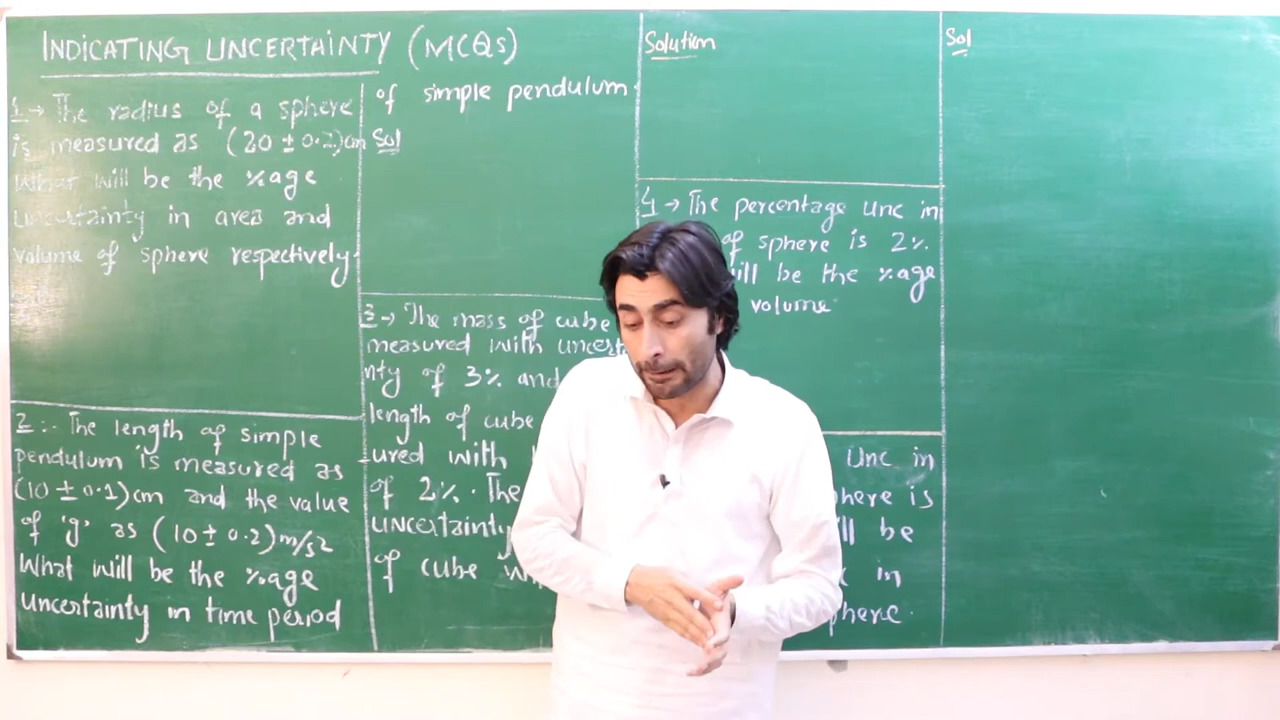 INDICATING UNCERTAINTY (MCQs)
1→ The radius of a sphere
is measured as (20 ± 0.2)cm
What will be the %age
uncertainty in area and
volume of sphere respectively.
2:- The length of simple
pendulum is measured as
(10 ± 0.1)cm and the value
of 'g' as (10 ± 0.2)m/s2
What will be the %age
uncertainty in time period
of simple pendulum.
Sol
3→ The mass of cube
measured with uncert
nty of 3% and
length of cube
ured with
of 2%. The
uncertainty
of cube
Solution
4→ The percentage unc in
of sphere is 2%.
ill be the %age
volume
unc in
here is
ll be
in
phere.
Sol